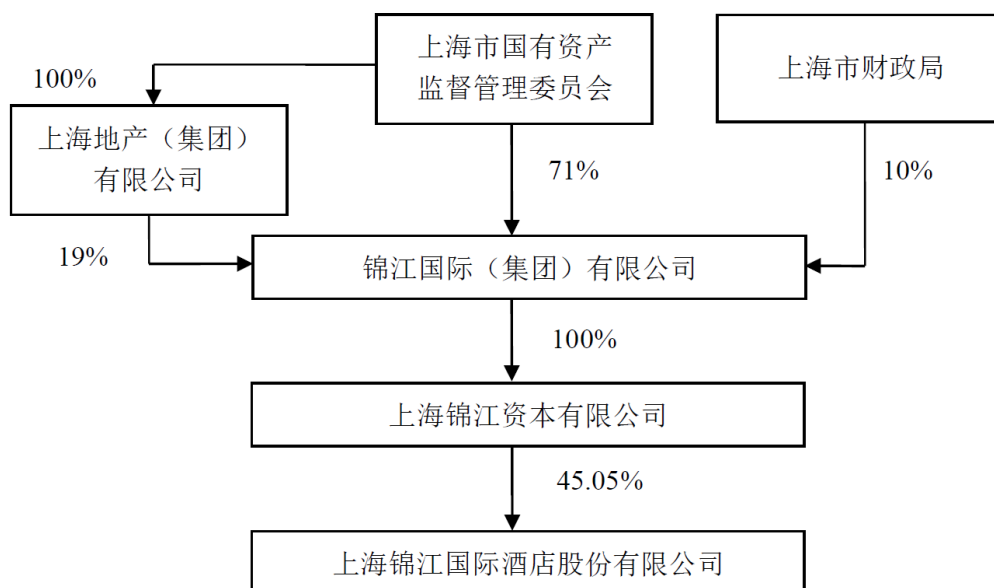 上海市国有资产
监督管理委员会
上海市财政局
100%
上海地产（集团）
有限公司
71%
10%
19%
锦江国际（集团）有限公司
100%
上海锦江资本有限公司
45.05%
上海锦江国际酒店股份有限公司